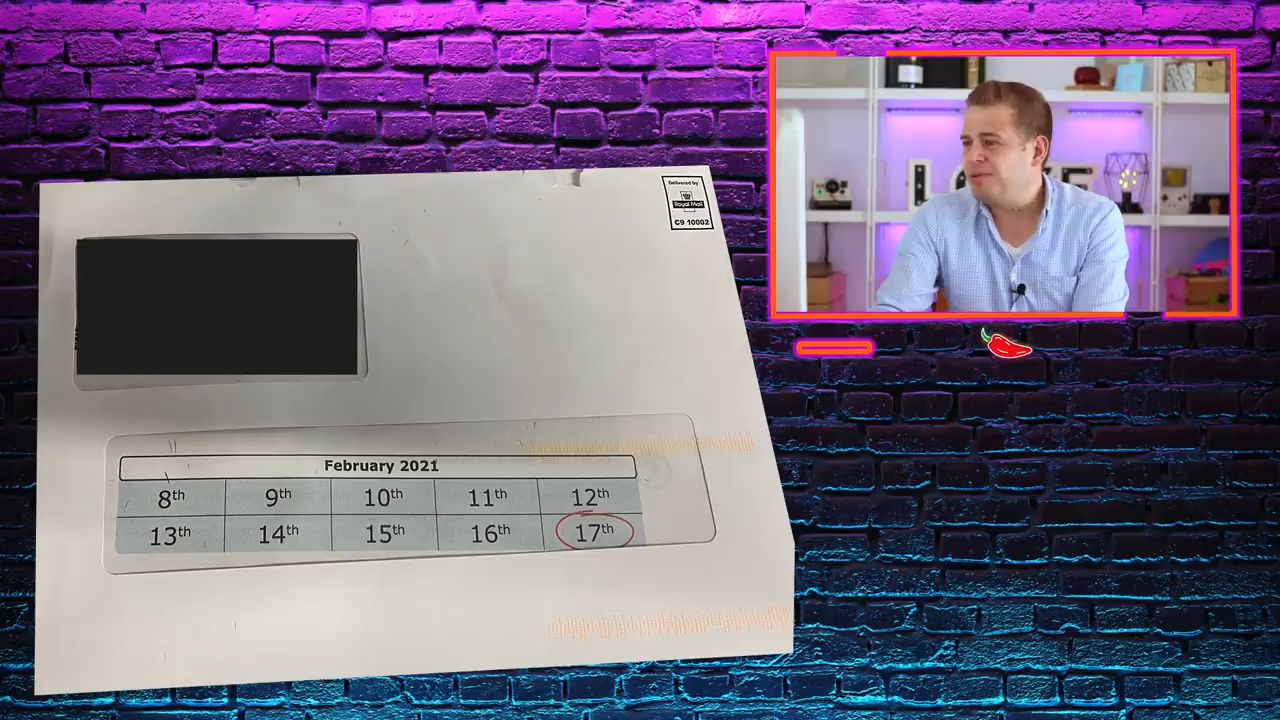 Delivered by
Royal Mail
C9 10002
February 2021
8th 9th 10th 11th 12th
13th 14th 15th 16th 17th